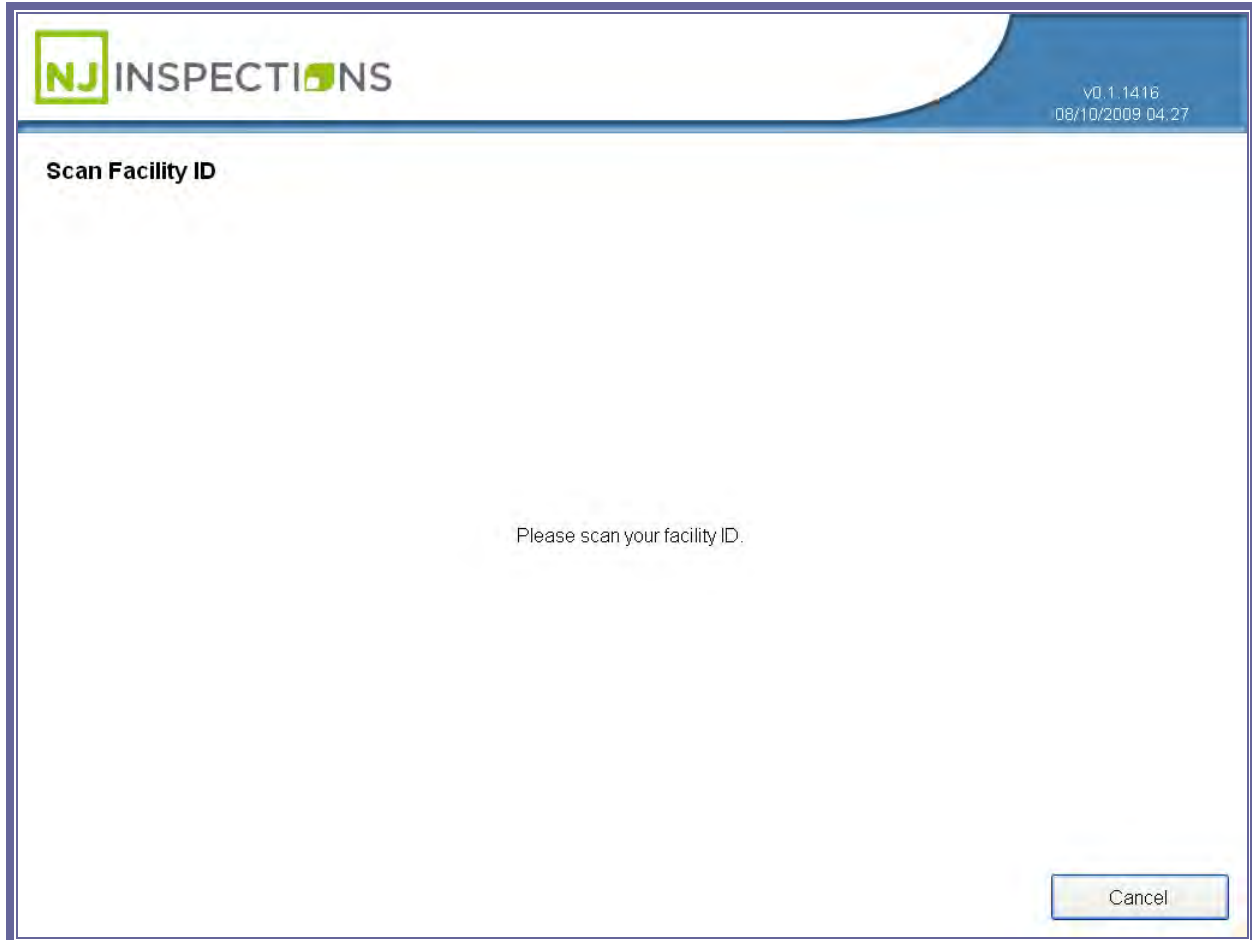 NJ INSPECTIONS
v0.1.1416
08/10/2009 04:27
Scan Facility ID
Please scan your facility ID.
Cancel